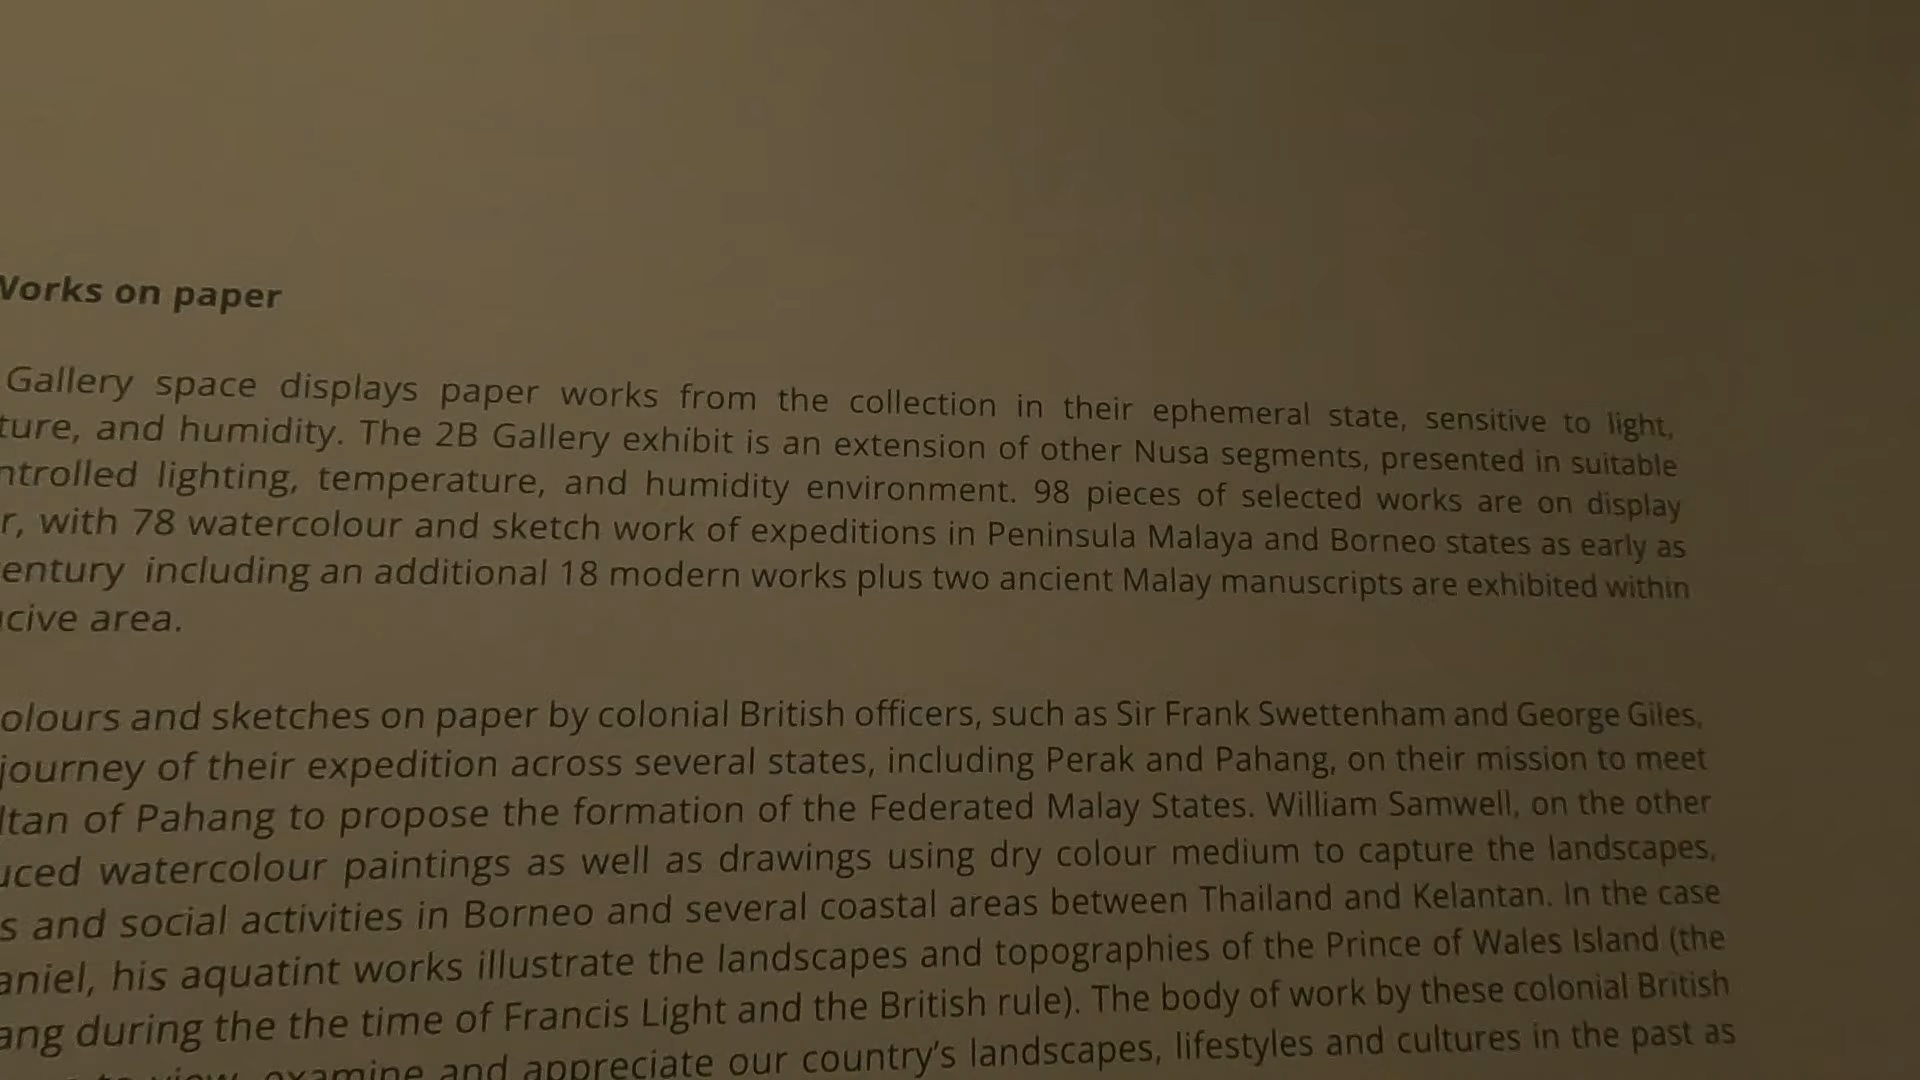 Works on paper
Gallery space displays paper works from the collection in their ephemeral state, sensitive to light,
ture, and humidity. The 2B Gallery exhibit is an extension of other Nusa segments, presented in suitable
ntrolled lighting, temperature, and humidity environment. 98 pieces of selected works are on display
r, with 78 watercolour and sketch work of expeditions in Peninsula Malaya and Borneo states as early as
entury including an additional 18 modern works plus two ancient Malay manuscripts are exhibited within
cive area.
olours and sketches on paper by colonial British officers, such as Sir Frank Swettenham and George Giles,
journey of their expedition across several states, including Perak and Pahang, on their mission to meet
ltan of Pahang to propose the formation of the Federated Malay States. William Samwell, on the other
uced watercolour paintings as well as drawings using dry colour medium to capture the landscapes,
s and social activities in Borneo and several coastal areas between Thailand and Kelantan. In the case
aniel, his aquatint works illustrate the landscapes and topographies of the Prince of Wales Island (the
ang during the the time of Francis Light and the British rule). The body of work by these colonial British
to view, examine and appreciate our country's landscapes, lifestyles and cultures in the past as